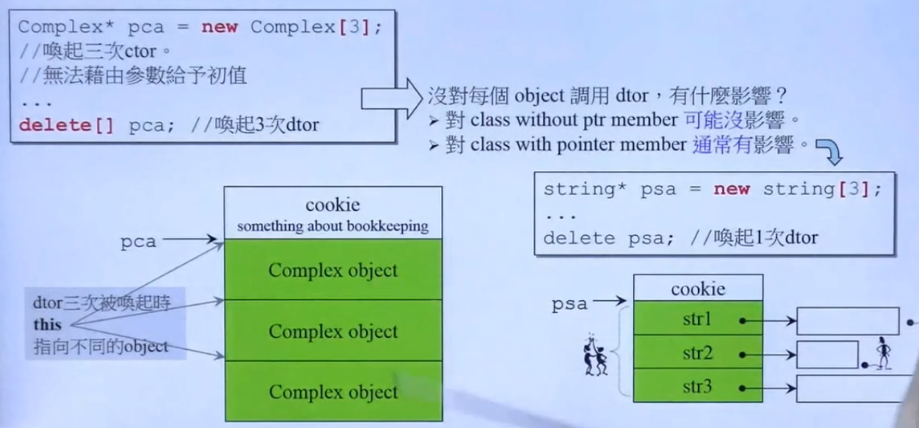 Complex* pca = new Complex[3];
//喚起三次ctor。
//無法藉由參數給予初值
...
delete[] pca; //喚起3次dtor
沒對每個 object 調用 dtor，有什麼影響？
➤ 對 class without ptr member 可能沒影響。
➤ 對 class with pointer member 通常有影響。
string* psa = new string[3];
...
delete psa; //喚起1次dtor
cookie
something about bookkeeping
pca
Complex object
Complex object
Complex object
dtor三次被喚起時
this
指向不同的object
cookie
psa
str1
str2
str3